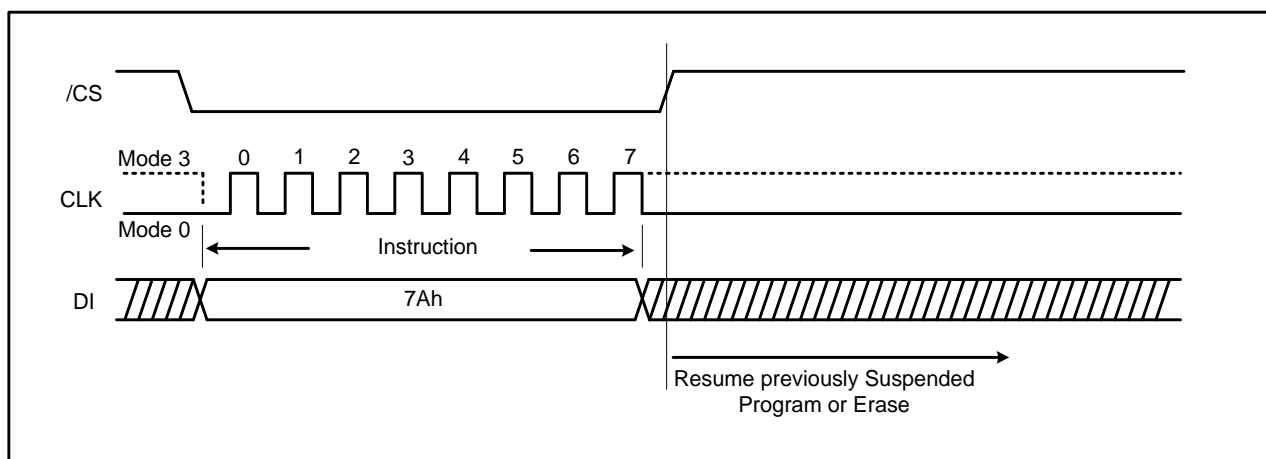 /CS
Mode 3
0 1 2 3 4 5 6 7
CLK
Mode 0
Instruction
DI
7Ah
Resume previously Suspended
Program or Erase